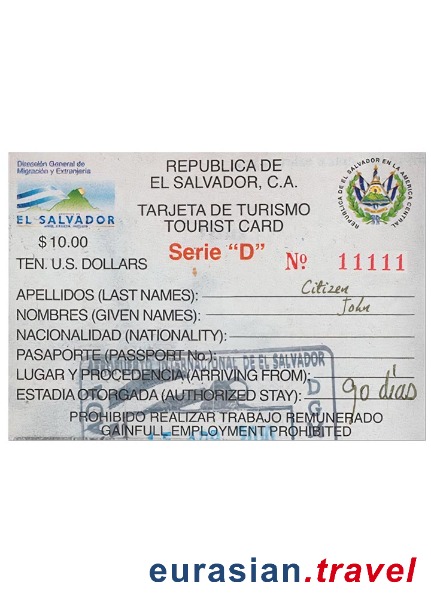 Dirección General de
Migración y Extranjería
EL SALVADOR
REPUBLICA DE
EL SALVADOR, C.A.
TARJETA DE TURISMO
TOURIST CARD
REPUBLICA DE EL SALVADOR EN LA AMERICA CENTRAL
$ 10.00
TEN. U.S. DOLLARS
Serie “D”
Nº 11111
APELLIDOS (LAST NAMES): Citizen
NOMBRES (GIVEN NAMES): John
NACIONALIDAD (NATIONALITY):
PASAPORTE (PASSPORT No.):
INTERNACIONAL DE EL SALVADOR
LUGAR Y PROCEDENCIA (ARRIVING FROM):
ESTADIA OTORGADA (AUTHORIZED STAY): 90 días
PROHIBIDO REALIZAR TRABAJO REMUNERADO
GAINFULL EMPLOYMENT PROHIBITED
eurasian.travel